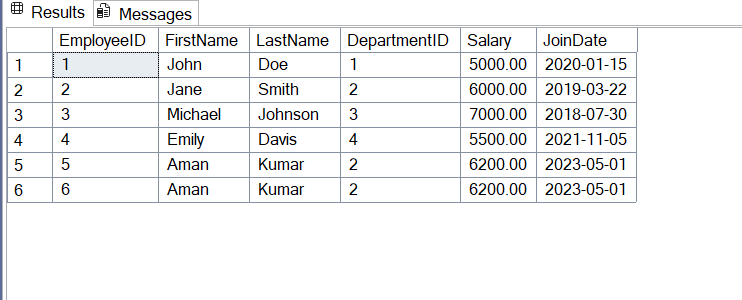 Results Messages
EmployeeID FirstName LastName DepartmentID Salary JoinDate
1 1 John Doe 1 5000.00 2020-01-15
2 2 Jane Smith 2 6000.00 2019-03-22
3 3 Michael Johnson 3 7000.00 2018-07-30
4 4 Emily Davis 4 5500.00 2021-11-05
5 5 Aman Kumar 2 6200.00 2023-05-01
6 6 Aman Kumar 2 6200.00 2023-05-01